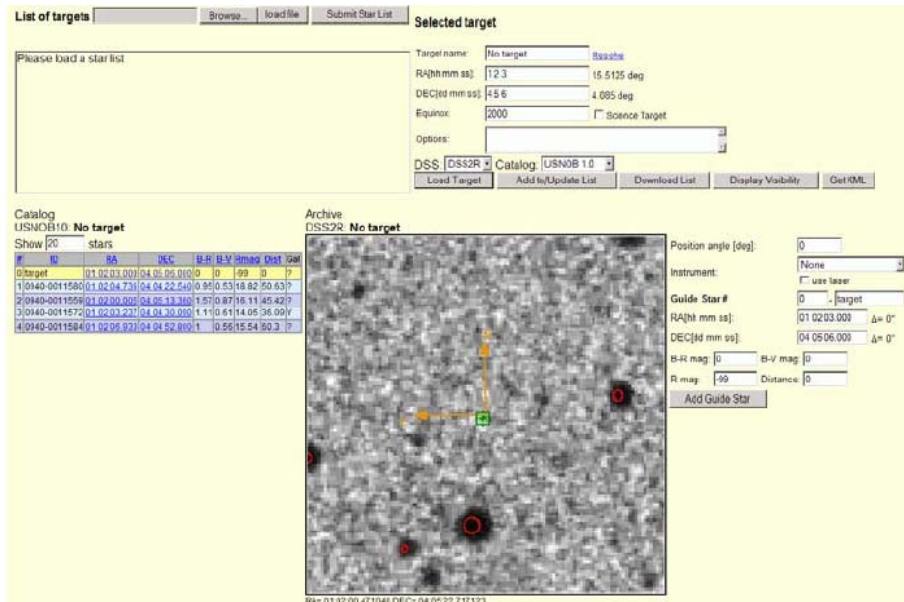 List of targets Browse... load file Submit Star List
Selected target
Please load a star list
Target name: No target
RA[hh mm ss]: 1 2 3 15.5125 deg
DEC[dd mm ss]: 4 5 6 4.085 deg
Equinox: 2000 Science Target
Options:
DSS: DSS2R Catalog: USNOB 1.0
Load Target Add to/Update List Download List Display Visibility Get KML
Catalog
USNOB10: No target
Show 20 stars
# ID RA DEC B-R B-V Rmag Dist Gal
0 target 01 02 03.000 04 05 06.000 0 0 -99 0 ?
1 0940-0011580 01 02 04.739 04 04 22.540 0.95 0.53 18.82 50.63 ?
2 0940-0011559 01 02 00.005 04 05 13.360 1.57 0.87 16.11 45.42 ?
3 0940-0011572 01 02 03.237 04 04 30.000 1.11 0.61 14.05 36.09 Y
4 0940-0011584 01 02 06.933 04 04 52.800 1 0.56 15.54 60.3 ?
Archive
DSS2R: No target
Position angle [deg]: 0
Instrument: None
use laser
Guide Star # 0 - target
RA[hh mm ss]: 01 02 03.000 Δ= 0"
DEC[dd mm ss]: 04 05 06.000 Δ= 0"
B-R mag: 0 B-V mag: 0
R mag: -99 Distance: 0
Add Guide Star